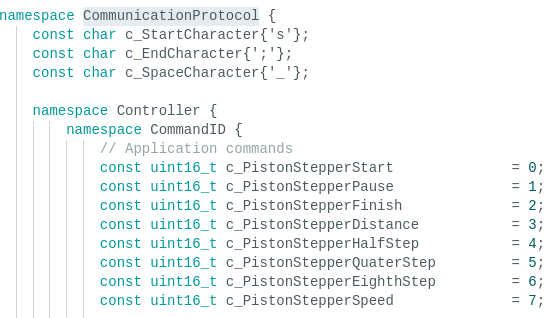 namespace CommunicationProtocol {
const char c_StartCharacter{'s'};
const char c_EndCharacter{';'};
const char c_SpaceCharacter{'_'};
namespace Controller {
namespace CommandID {
// Application commands
const uint16_t c_PistonStepperStart = 0;
const uint16_t c_PistonStepperPause = 1;
const uint16_t c_PistonStepperFinish = 2;
const uint16_t c_PistonStepperDistance = 3;
const uint16_t c_PistonStepperHalfStep = 4;
const uint16_t c_PistonStepperQuaterStep = 5;
const uint16_t c_PistonStepperEighthStep = 6;
const uint16_t c_PistonStepperSpeed = 7;